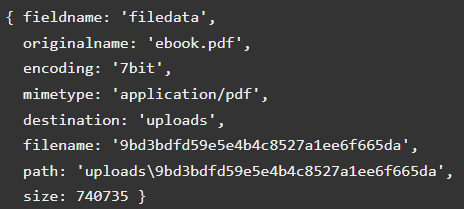 { fieldname: 'filedata',
originalname: 'ebook.pdf',
encoding: '7bit',
mimetype: 'application/pdf',
destination: 'uploads',
filename: '9bd3bdfd59e5e4b4c8527a1ee6f665da',
path: 'uploads\9bd3bdfd59e5e4b4c8527a1ee6f665da',
size: 740735 }